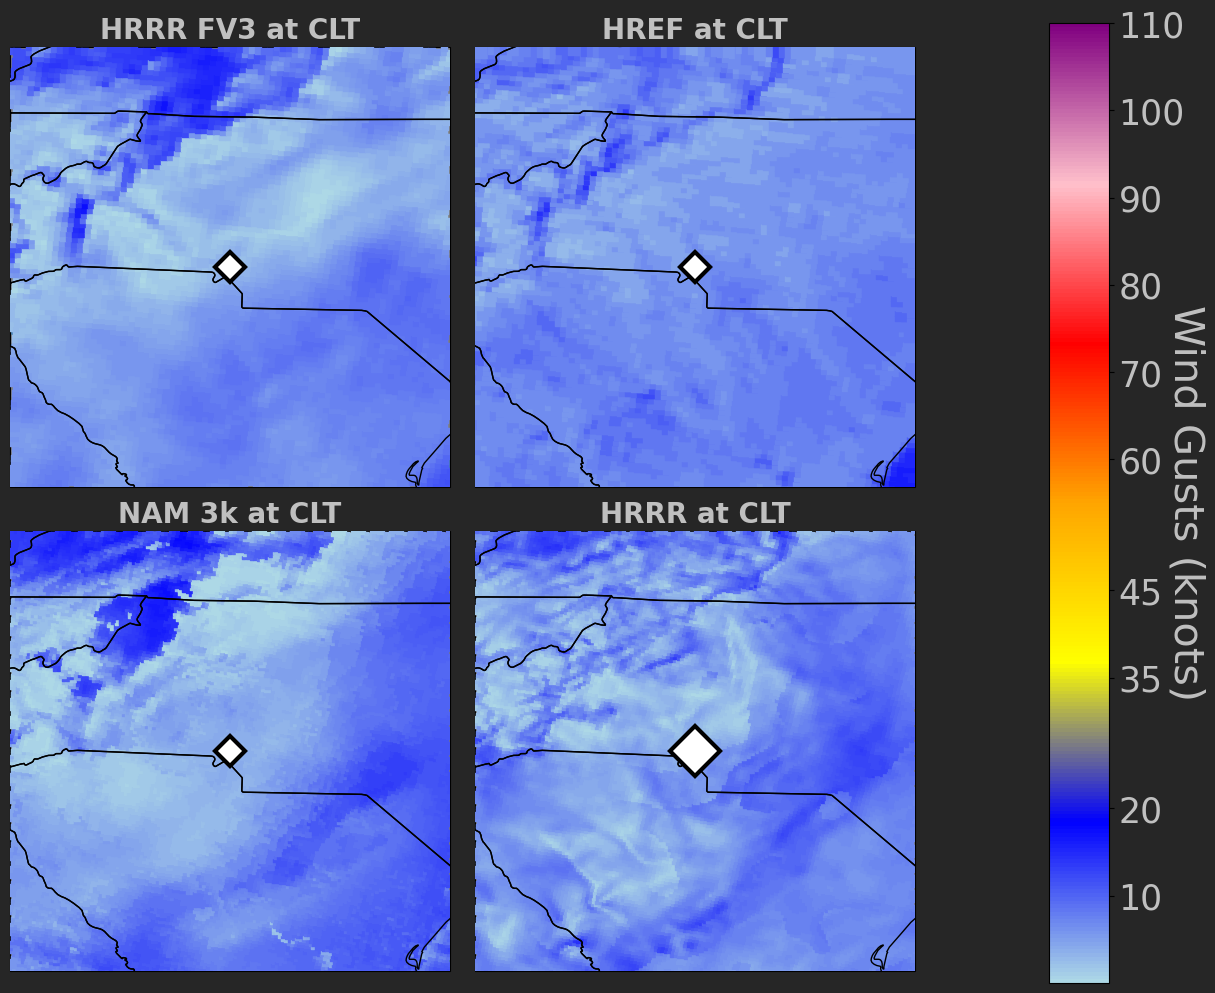 HRRR FV3 at CLT
HREF at CLT
NAM 3k at CLT
HRRR at CLT
110
100
90
80
70
60
45
35
20
10
Wind Gusts (knots)